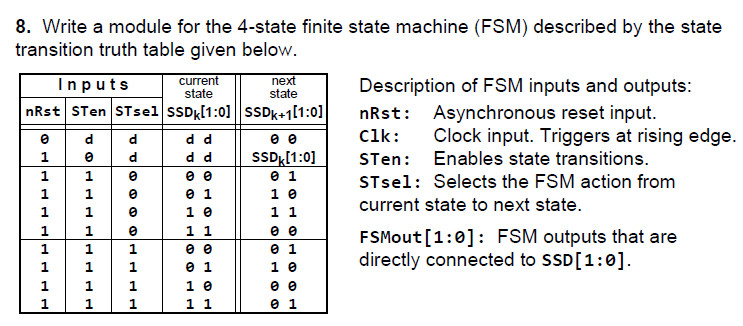 8. Write a module for the 4-state finite state machine (FSM) described by the state
transition truth table given below.
Inputs current state next state
nRst STen STsel SSDk[1:0] SSDk+1[1:0]
0 d d d d 0 0
1 0 d d d SSDk[1:0]
1 1 0 0 0 0 1
1 1 0 0 1 1 0
1 1 0 1 0 1 1
1 1 0 1 1 0 0
1 1 1 0 0 0 1
1 1 1 0 1 1 0
1 1 1 1 0 0 0
1 1 1 1 1 0 1
Description of FSM inputs and outputs:
nRst: Asynchronous reset input.
Clk: Clock input. Triggers at rising edge.
STen: Enables state transitions.
STsel: Selects the FSM action from
current state to next state.
FSMout[1:0]: FSM outputs that are
directly connected to SSD[1:0].